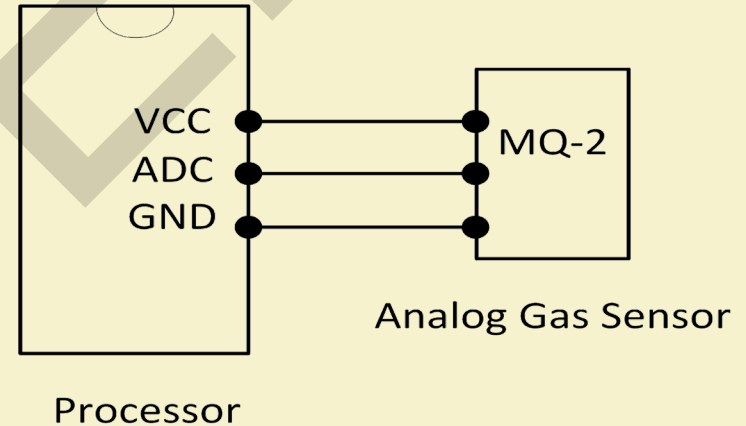 VCC
ADC
GND
MQ-2
Analog Gas Sensor
Processor